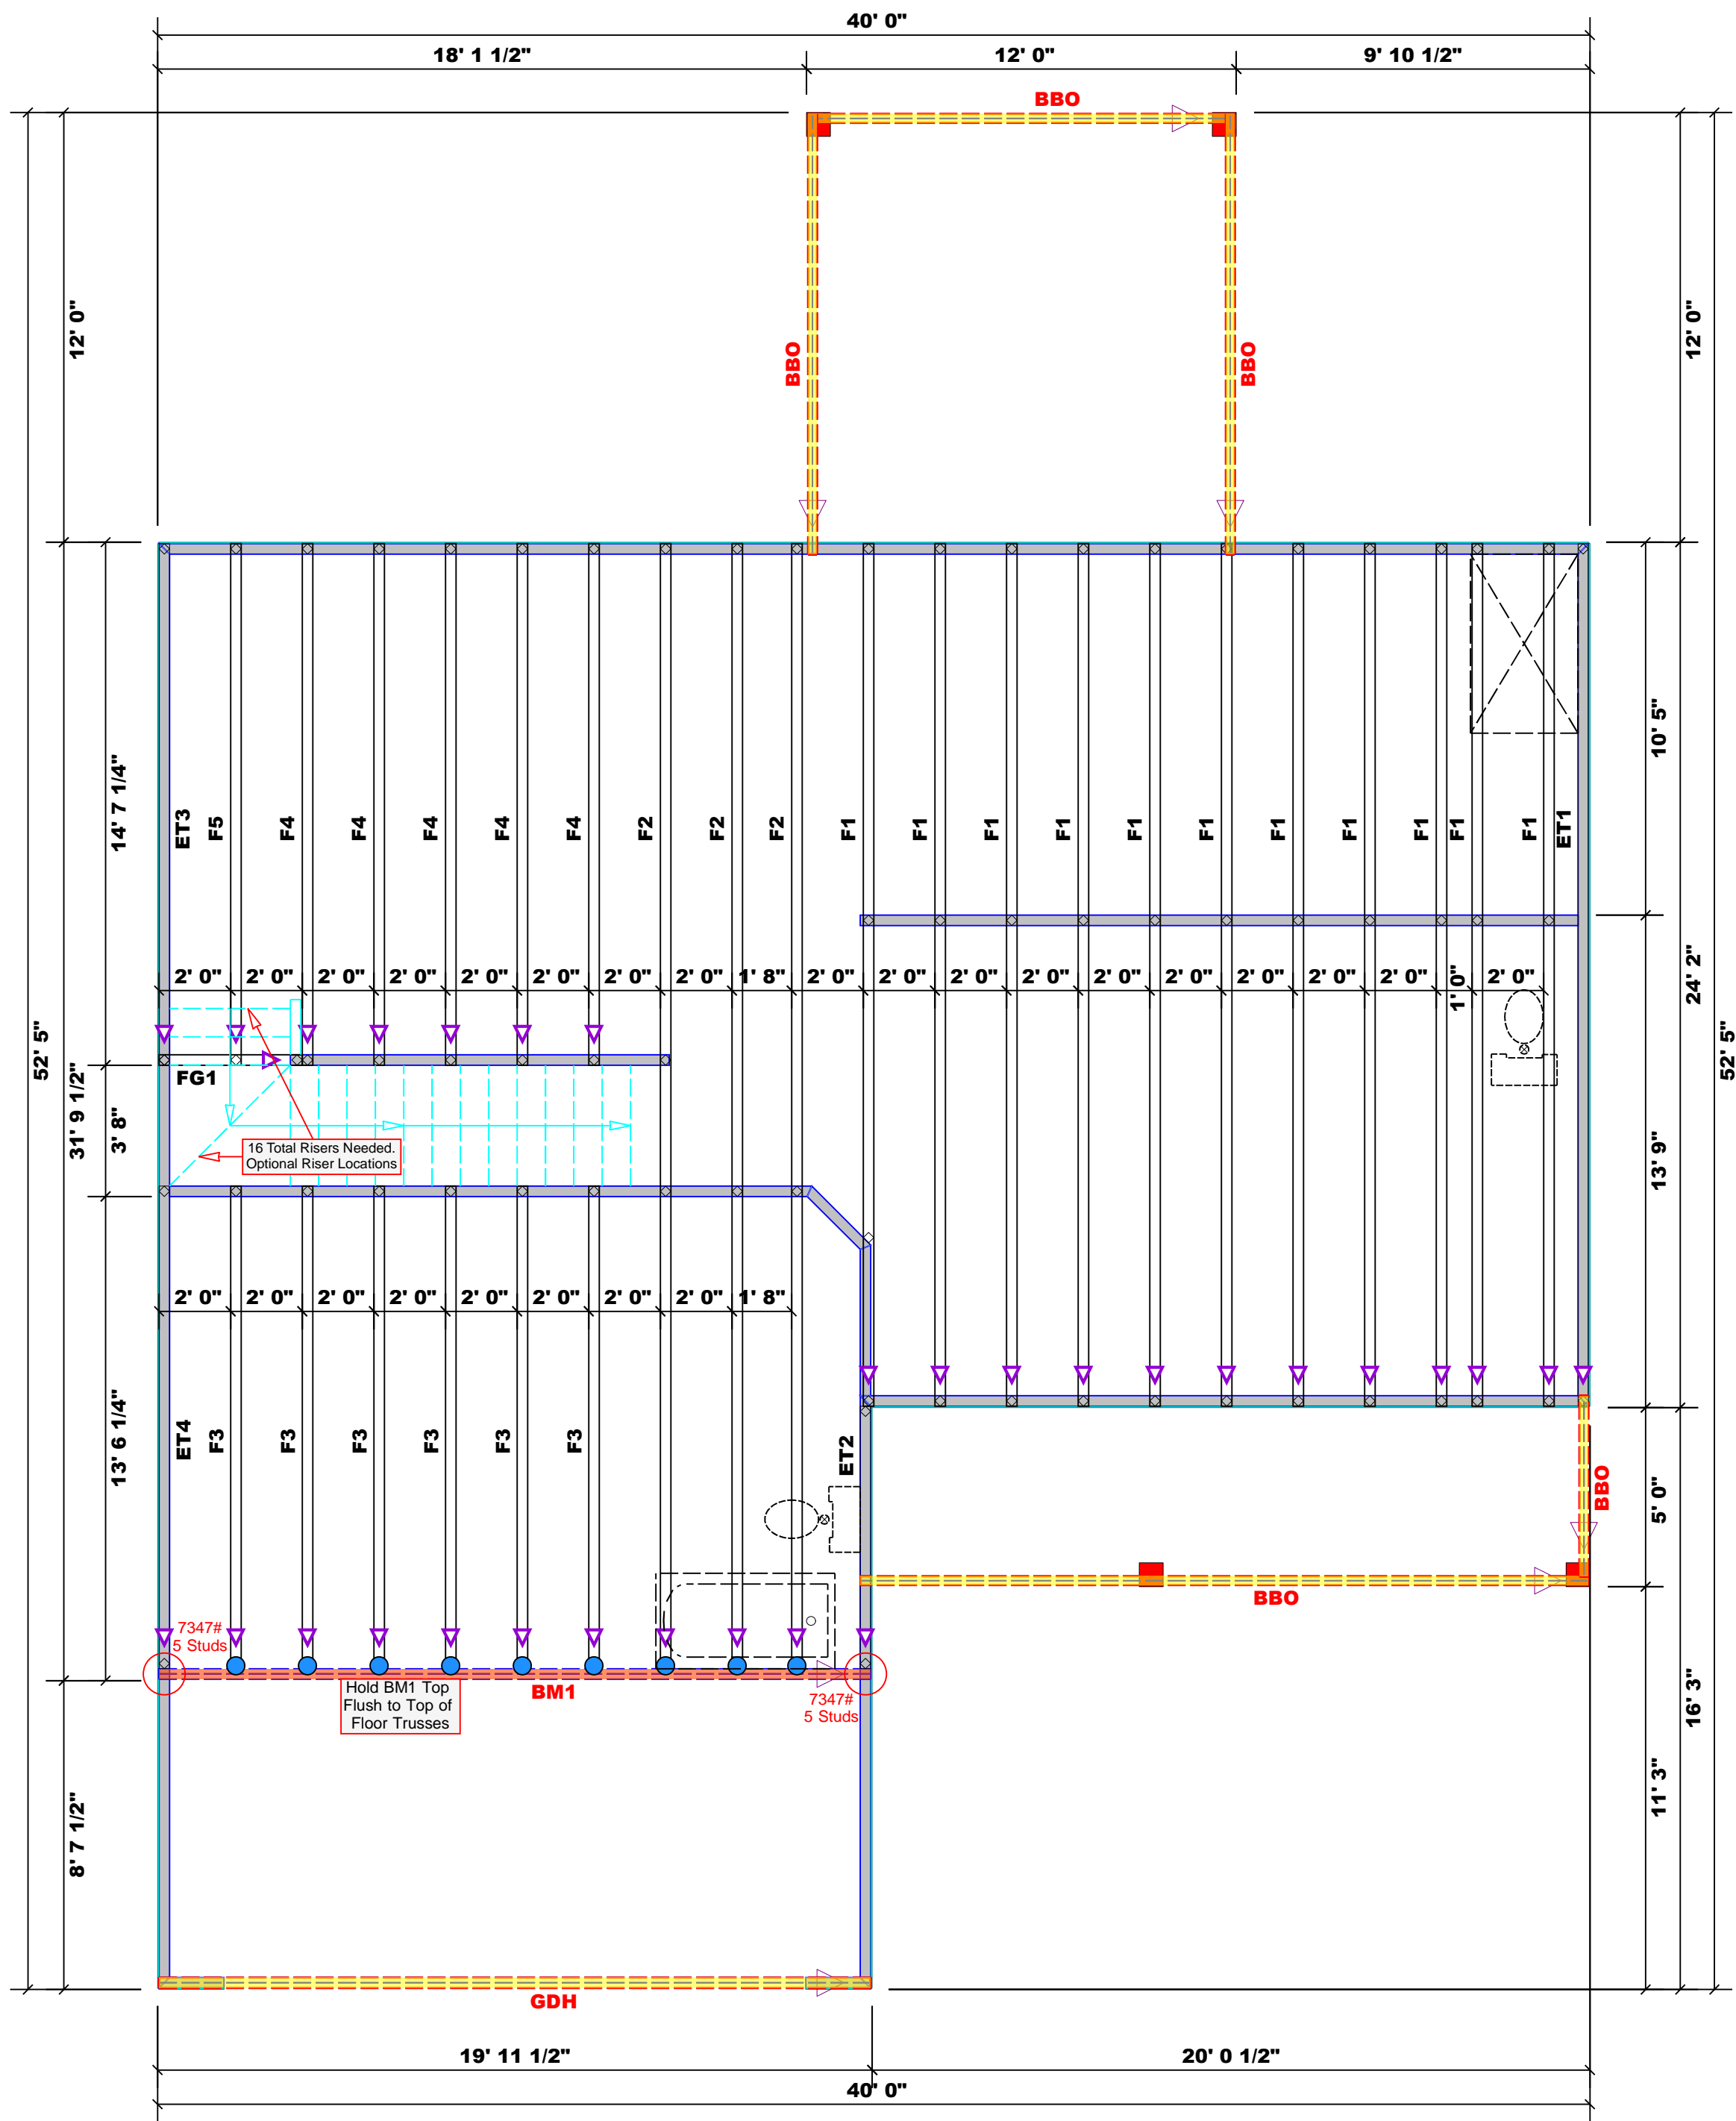 40' 0"
18' 1 1/2"
12' 0"
9' 10 1/2"
BBO
BBO
BBO
12' 0"
12' 0"
52' 5"
31' 9 1/2"
14' 7 1/4"
3' 8"
13' 6 1/4"
8' 7 1/2"
10' 5"
13' 9"
24' 2"
52' 5"
5' 0"
16' 3"
11' 3"
ET3
F5
F4
F4
F4
F4
F4
F2
F2
F2
F1
F1
F1
F1
F1
F1
F1
F1
F1
F1
F1
ET1
2' 0"
2' 0"
2' 0"
2' 0"
2' 0"
2' 0"
2' 0"
2' 0"
1' 8"
2' 0"
2' 0"
2' 0"
2' 0"
2' 0"
2' 0"
2' 0"
2' 0"
2' 0"
1' 0"
2' 0"
FG1
16 Total Risers Needed.
Optional Riser Locations
2' 0"
2' 0"
2' 0"
2' 0"
2' 0"
2' 0"
2' 0"
2' 0"
1' 8"
ET4
F3
F3
F3
F3
F3
F3
ET2
BBO
BBO
7347#
5 Studs
Hold BM1 Top
Flush to Top of
Floor Trusses
BM1
7347#
5 Studs
GDH
19' 11 1/2"
20' 0 1/2"
40' 0"